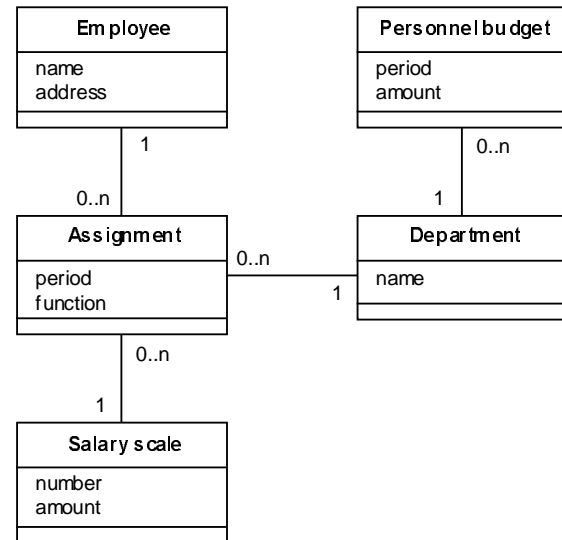 Employee
name
address
1
0..n
Personnel budget
period
amount
0..n
1
Assignment
period
function
0..n
1
Department
name
0..n
1
Salary scale
number
amount